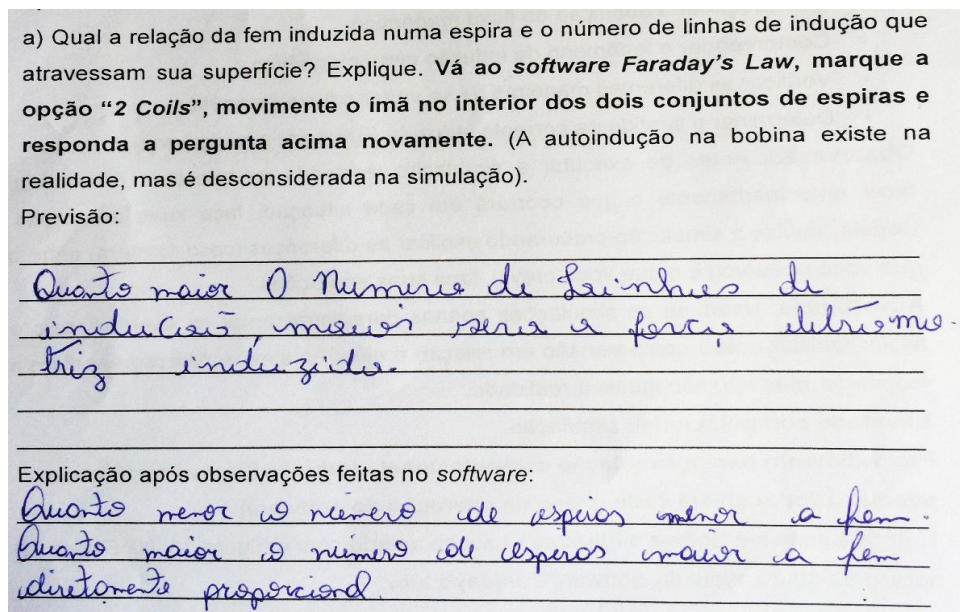 a) Qual a relação da fem induzida numa espira e o número de linhas de indução que
atravessam sua superfície? Explique. Vá ao software Faraday's Law, marque a
opção "2 Coils", movimente o ímã no interior dos dois conjuntos de espiras e
responda a pergunta acima novamente. (A autoindução na bobina existe na
realidade, mas é desconsiderada na simulação).
Previsão:
Quanto maior O Numero de Leinhas de
induCaõ maior sera a força eletriomo-
triz induzida.
Explicação após observações feitas no software:
Quanto menor o número de espiras menor a fem.
Quanto maior o número de espiras maior a fem
diretamente proporcional.